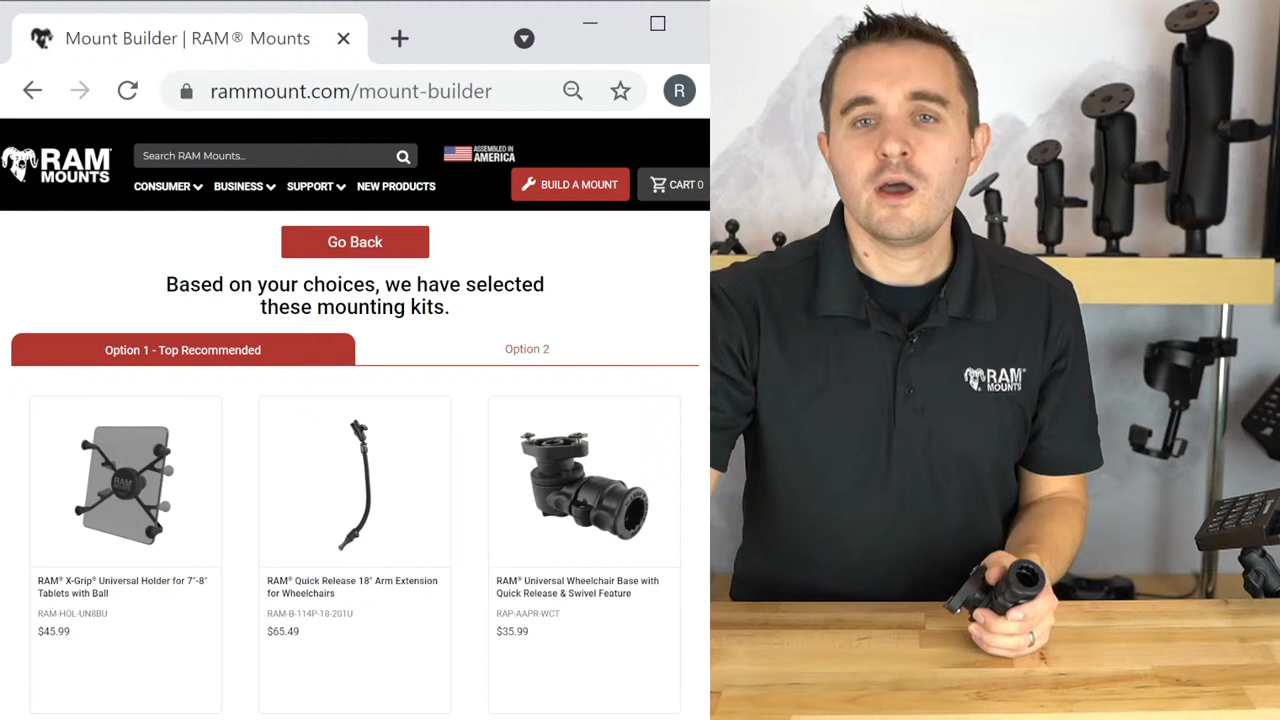 Mount Builder | RAM® Mounts
R
rammount.com/mount-builder
RAM
MOUNTS
Search RAM Mounts...
ASSEMBLED IN
AMERICA
CONSUMER
BUSINESS
SUPPORT
NEW PRODUCTS
BUILD A MOUNT
CART 0
Go Back
Based on your choices, we have selected
these mounting kits.
Option 1 - Top Recommended
Option 2
RAM
RAM® X-Grip® Universal Holder for 7"-8"
Tablets with Ball
RAM-HOL-UN8BU
$45.99
RAM® Quick Release 18" Arm Extension
for Wheelchairs
RAM-B-114P-18-201U
$65.49
RAM® Universal Wheelchair Base with
Quick Release & Swivel Feature
RAP-AAPR-WCT
$35.99
RAM®
MOUNTS